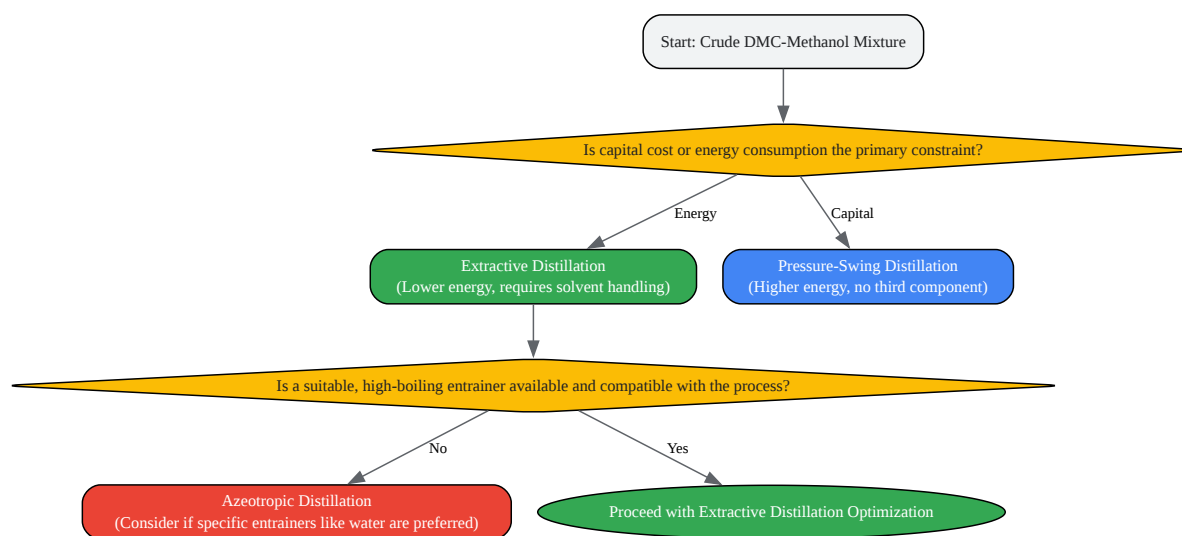 Start: Crude DMC-Methanol Mixture
Is capital cost or energy consumption the primary constraint?
Energy
Capital
Extractive Distillation
(Lower energy, requires solvent handling)
Pressure-Swing Distillation
(Higher energy, no third component)
Is a suitable, high-boiling entrainer available and compatible with the process?
No
Yes
Azeotropic Distillation
(Consider if specific entrainers like water are preferred)
Proceed with Extractive Distillation Optimization